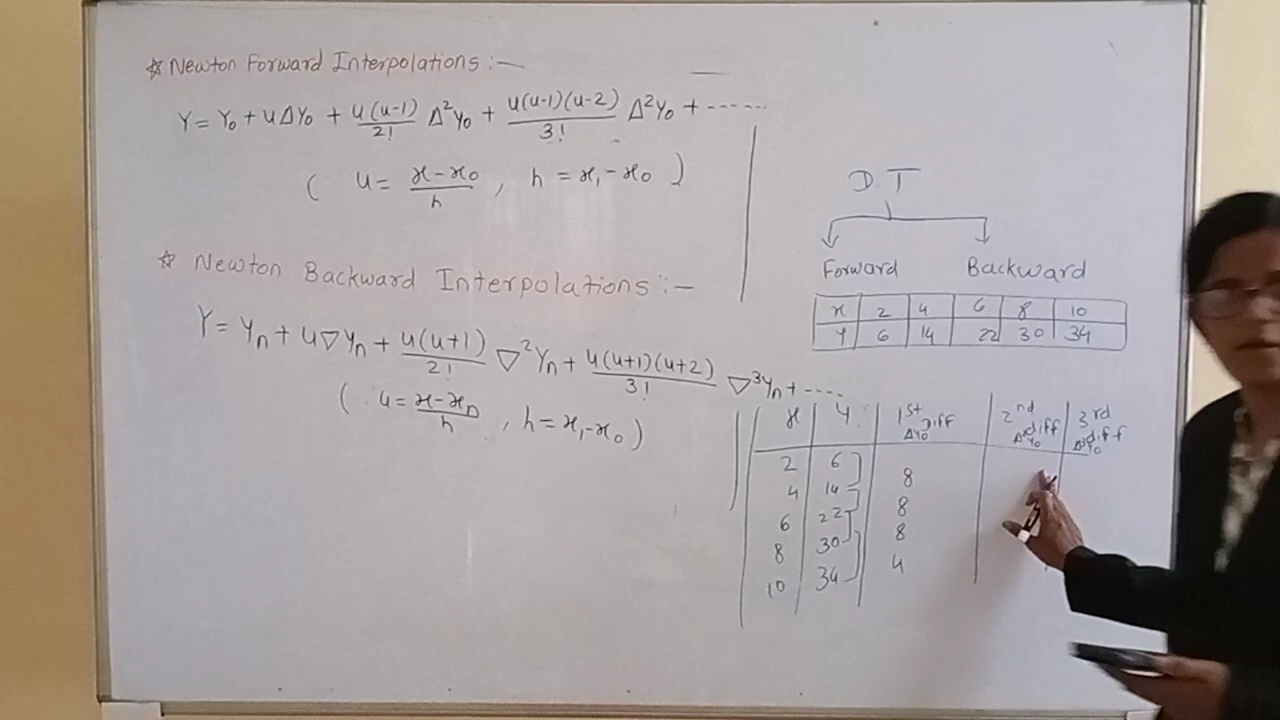 ☆ Newton Forward Interpolations :—
Y = Y₀ + uΔY₀ + u(u-1)/2! Δ²Y₀ + u(u-1)(u-2)/3! Δ²Y₀ + ------
( u = x-x₀/h , h = x₁-x₀ )
☆ Newton Backward Interpolations :—
Y = Yn + u∇Yn + u(u+1)/2! ∇²Yn + u(u+1)(u+2)/3! ∇³Yn + ----
( u = x-xn/h , h = x₁-x₀ )
D.T
Forward Backward
x 2 4 6 8 10
Y 6 14 22 30 34
x y 1st Diff ΔY₀ 2nd diff Δ²Y₀ 3rd diff Δ³Y₀
2 6
8
4 14
8
6 22
8
8 30
4
10 34